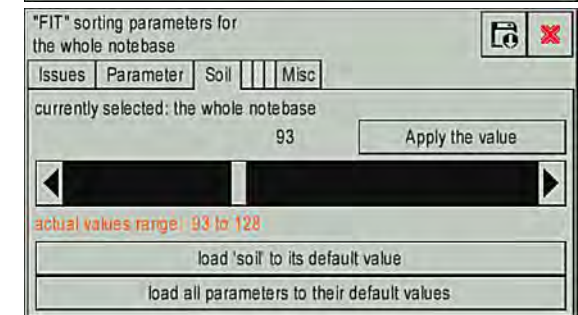 "FIT" sorting parameters for
the whole notebase
Issues Parameter Soil Misc
currently selected: the whole notebase
93 Apply the value
actual values range: 93 to 128
load 'soil' to its default value
load all parameters to their default values